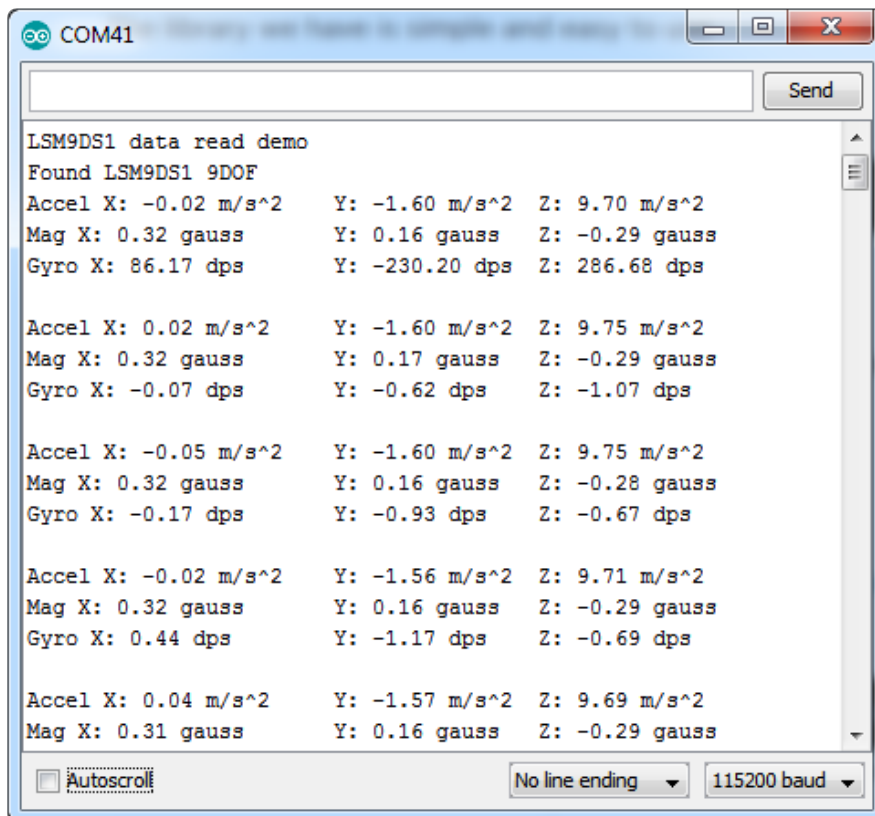 COM41
Send
LSM9DS1 data read demo
Found LSM9DS1 9DOF
Accel X: -0.02 m/s^2 Y: -1.60 m/s^2 Z: 9.70 m/s^2
Mag X: 0.32 gauss Y: 0.16 gauss Z: -0.29 gauss
Gyro X: 86.17 dps Y: -230.20 dps Z: 286.68 dps
Accel X: 0.02 m/s^2 Y: -1.60 m/s^2 Z: 9.75 m/s^2
Mag X: 0.32 gauss Y: 0.17 gauss Z: -0.29 gauss
Gyro X: -0.07 dps Y: -0.62 dps Z: -1.07 dps
Accel X: -0.05 m/s^2 Y: -1.60 m/s^2 Z: 9.75 m/s^2
Mag X: 0.32 gauss Y: 0.16 gauss Z: -0.28 gauss
Gyro X: -0.17 dps Y: -0.93 dps Z: -0.67 dps
Accel X: -0.02 m/s^2 Y: -1.56 m/s^2 Z: 9.71 m/s^2
Mag X: 0.32 gauss Y: 0.16 gauss Z: -0.29 gauss
Gyro X: 0.44 dps Y: -1.17 dps Z: -0.69 dps
Accel X: 0.04 m/s^2 Y: -1.57 m/s^2 Z: 9.69 m/s^2
Mag X: 0.31 gauss Y: 0.16 gauss Z: -0.29 gauss
Autoscroll No line ending 115200 baud